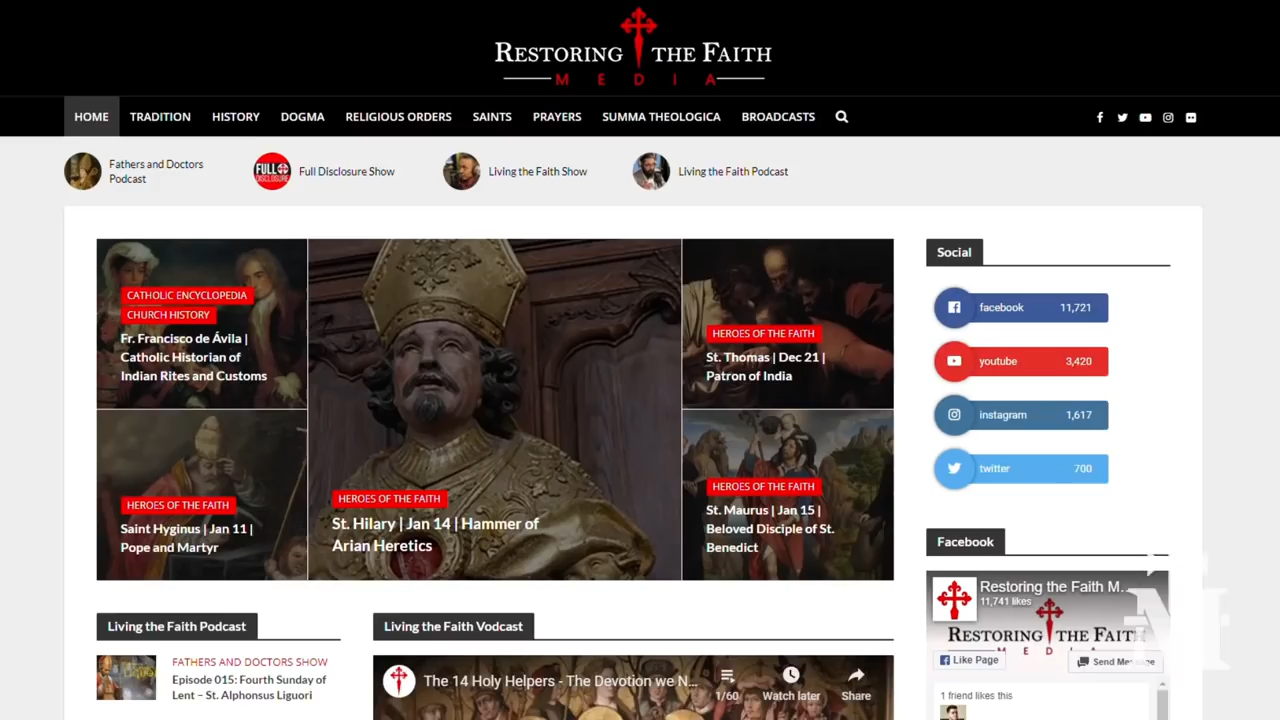 RESTORING THE FAITH
MEDIA
HOME TRADITION HISTORY DOGMA RELIGIOUS ORDERS SAINTS PRAYERS SUMMA THEOLOGICA BROADCASTS
Fathers and Doctors
Podcast
FULL
DISCLOSURE
Full Disclosure Show
Living the Faith Show
Living the Faith Podcast
CATHOLIC ENCYCLOPEDIA
CHURCH HISTORY
Fr. Francisco de Ávila |
Catholic Historian of
Indian Rites and Customs
HEROES OF THE FAITH
Saint Hyginus | Jan 11 |
Pope and Martyr
HEROES OF THE FAITH
St. Hilary | Jan 14 | Hammer of
Arian Heretics
HEROES OF THE FAITH
St. Thomas | Dec 21 |
Patron of India
HEROES OF THE FAITH
St. Maurus | Jan 15 |
Beloved Disciple of St.
Benedict
Social
facebook 11,721
youtube 3,420
instagram 1,617
twitter 700
Facebook
Restoring the Faith M...
11,741 likes
RESTORING THE FAITH
MEDIA
Like Page
Send Message
1 friend likes this
Living the Faith Podcast
FATHERS AND DOCTORS SHOW
Episode 015: Fourth Sunday of
Lent – St. Alphonsus Liguori
Living the Faith Vodcast
The 14 Holy Helpers - The Devotion we N...
1/60
Watch later
Share
M